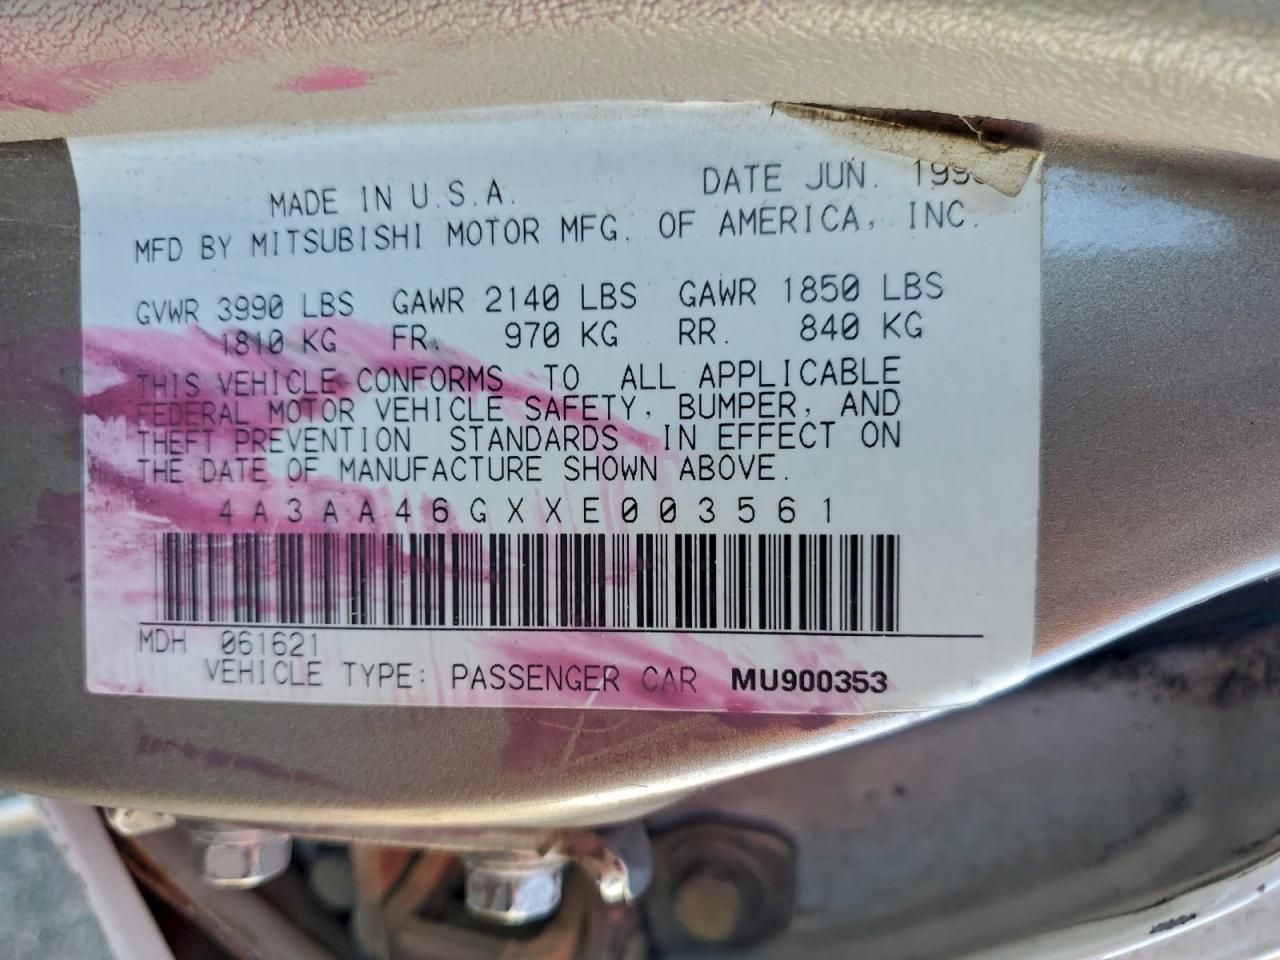 MADE IN U.S.A. DATE JUN.
MFD BY MITSUBISHI MOTOR MFG. OF AMERICA, INC.
GVWR 3990 LBS GAWR 2140 LBS GAWR 1850 LBS
1810 KG FR. 970 KG RR. 840 KG
THIS VEHICLE CONFORMS TO ALL APPLICABLE
FEDERAL MOTOR VEHICLE SAFETY, BUMPER, AND
THEFT PREVENTION STANDARDS IN EFFECT ON
THE DATE OF MANUFACTURE SHOWN ABOVE.
4A3AA46GXXE003561
MDH 061621
VEHICLE TYPE: PASSENGER CAR MU900353